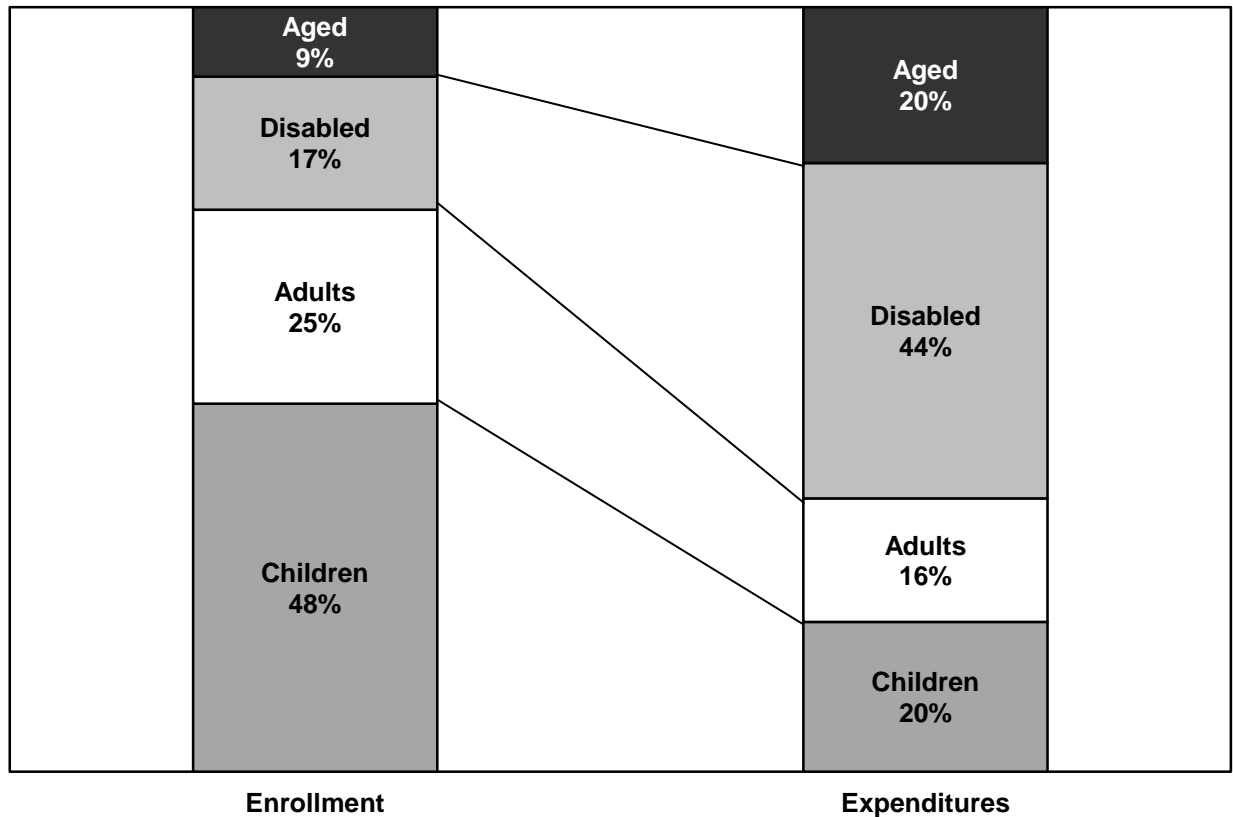 Aged
9%
Disabled
17%
Adults
25%
Children
48%
Aged
20%
Disabled
44%
Adults
16%
Children
20%
Enrollment
Expenditures